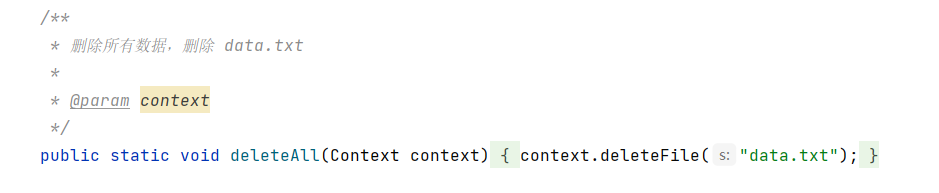 /**
 * 删除所有数据，删除 data.txt
 *
 * @param context
 */
public static void deleteAll(Context context) { context.deleteFile( s: "data.txt"); }